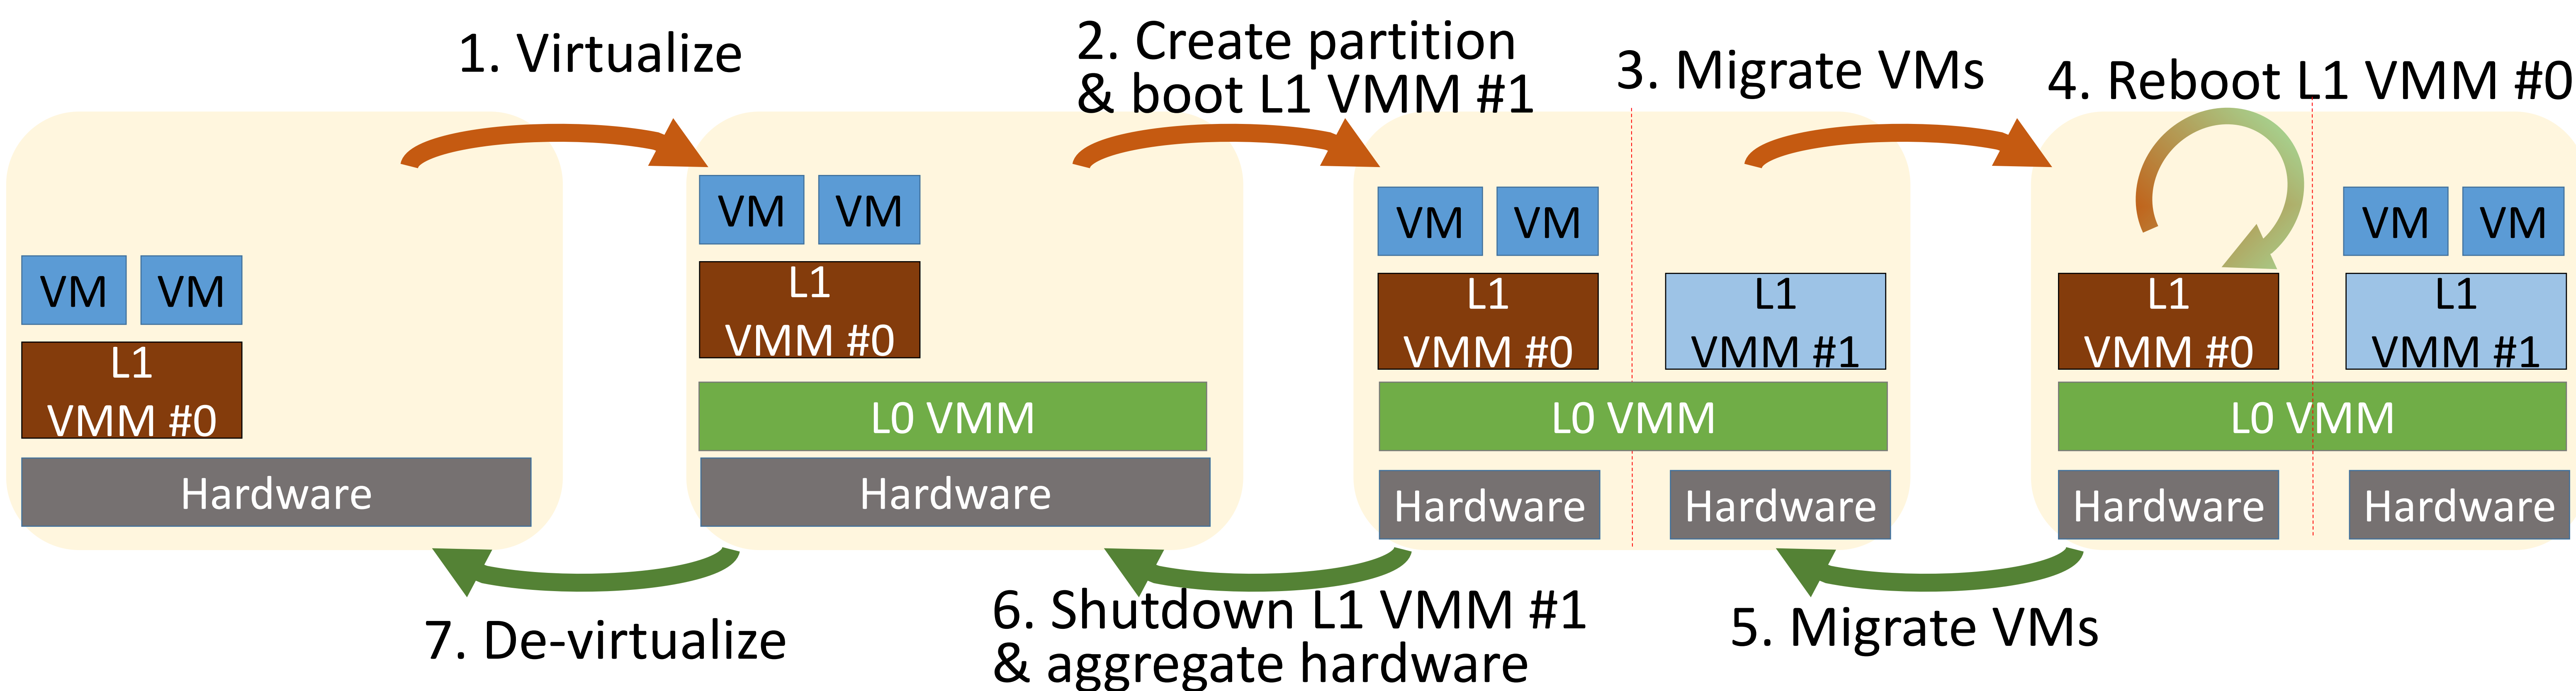 1. Virtualize
2. Create partition
& boot L1 VMM #1
3. Migrate VMs
4. Reboot L1 VMM #0
VM VM
L1
VMM #0
Hardware
VM VM
L1
VMM #0
L0 VMM
Hardware
VM VM
L1
VMM #0
L1
VMM #1
L0 VMM
Hardware Hardware
VM VM
L1
VMM #0
L1
VMM #1
L0 VMM
Hardware Hardware
7. De-virtualize
6. Shutdown L1 VMM #1
& aggregate hardware
5. Migrate VMs